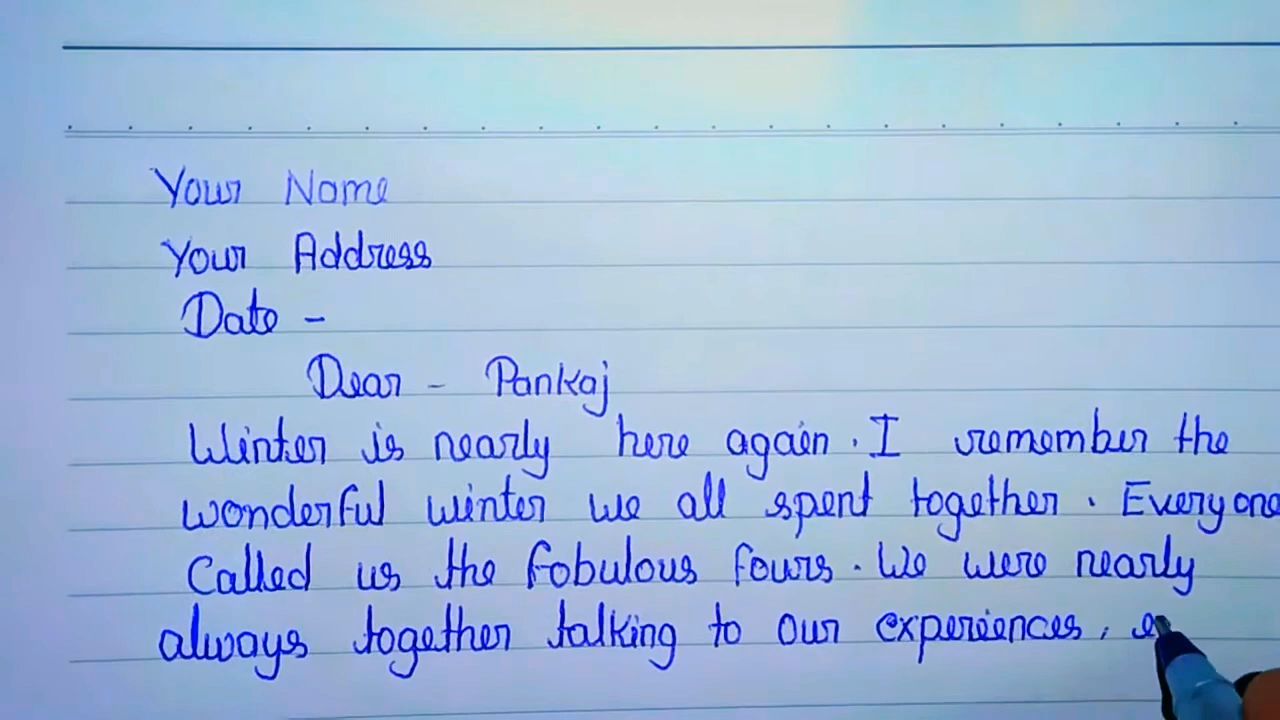 Your Name
Your Address
Date -
Dear - Pankaj
Winter is nearly here again. I remember the
wonderful winter we all spent together. Everyone
Called us the fobulous fours. We were nearly
always together talking to our experiences,